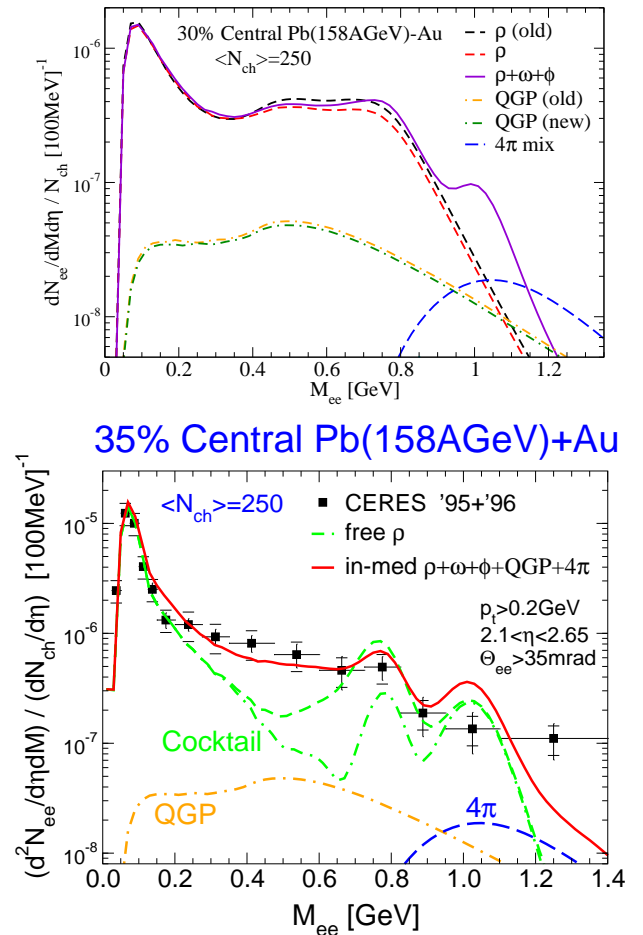 30% Central Pb(158AGeV)-Au
<N_ch>=250
ρ (old)
ρ
ρ+ω+ϕ
QGP (old)
QGP (new)
4π mix
dN_ee/dMdη / N_ch [100MeV]^-1
10^-6
10^-7
10^-8
0 0.2 0.4 0.6 0.8 1 1.2
M_ee [GeV]
35% Central Pb(158AGeV)+Au
<N_ch>=250
CERES '95+'96
free ρ
in-med ρ+ω+ϕ+QGP+4π
p_t>0.2GeV
2.1<η<2.65
Θ_ee>35mrad
Cocktail
QGP
4π
(d^2N_ee/dηdM) / (dN_ch/dη) [100MeV]^-1
10^-5
10^-6
10^-7
10^-8
0.0 0.2 0.4 0.6 0.8 1.0 1.2 1.4
M_ee [GeV]